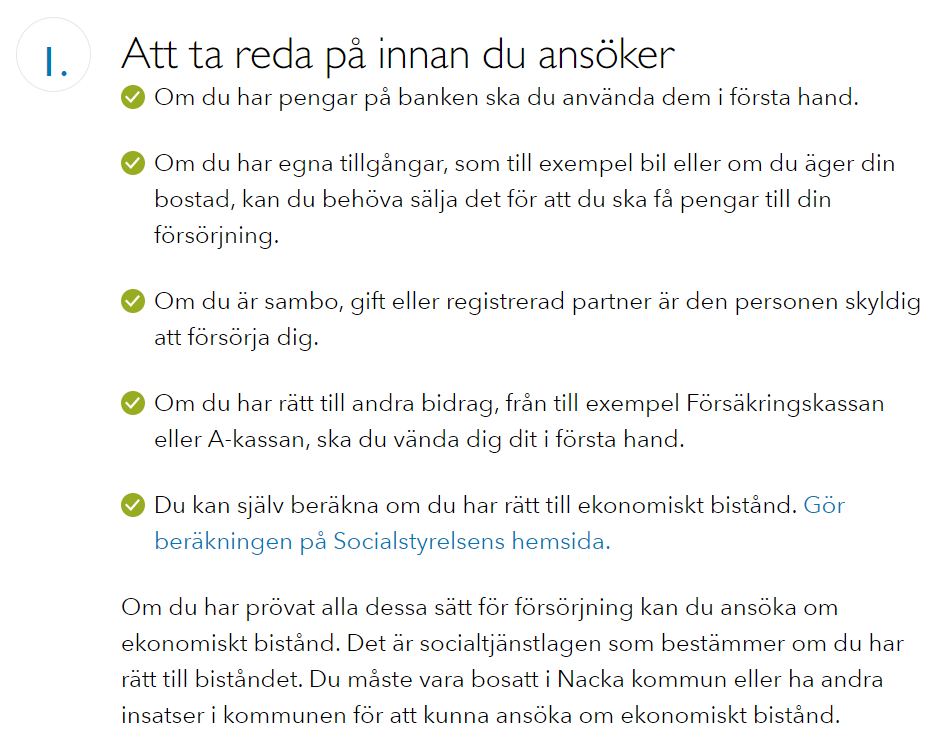 1.
Att ta reda på innan du ansöker
Om du har pengar på banken ska du använda dem i första hand.
Om du har egna tillgångar, som till exempel bil eller om du äger din
bostad, kan du behöva sälja det för att du ska få pengar till din
försörjning.
Om du är sambo, gift eller registrerad partner är den personen skyldig
att försörja dig.
Om du har rätt till andra bidrag, från till exempel Försäkringskassan
eller A-kassan, ska du vända dig dit i första hand.
Du kan själv beräkna om du har rätt till ekonomiskt bistånd. Gör
beräkningen på Socialstyrelsens hemsida.
Om du har prövat alla dessa sätt för försörjning kan du ansöka om
ekonomiskt bistånd. Det är socialtjänstlagen som bestämmer om du har
rätt till biståndet. Du måste vara bosatt i Nacka kommun eller ha andra
insatser i kommunen för att kunna ansöka om ekonomiskt bistånd.